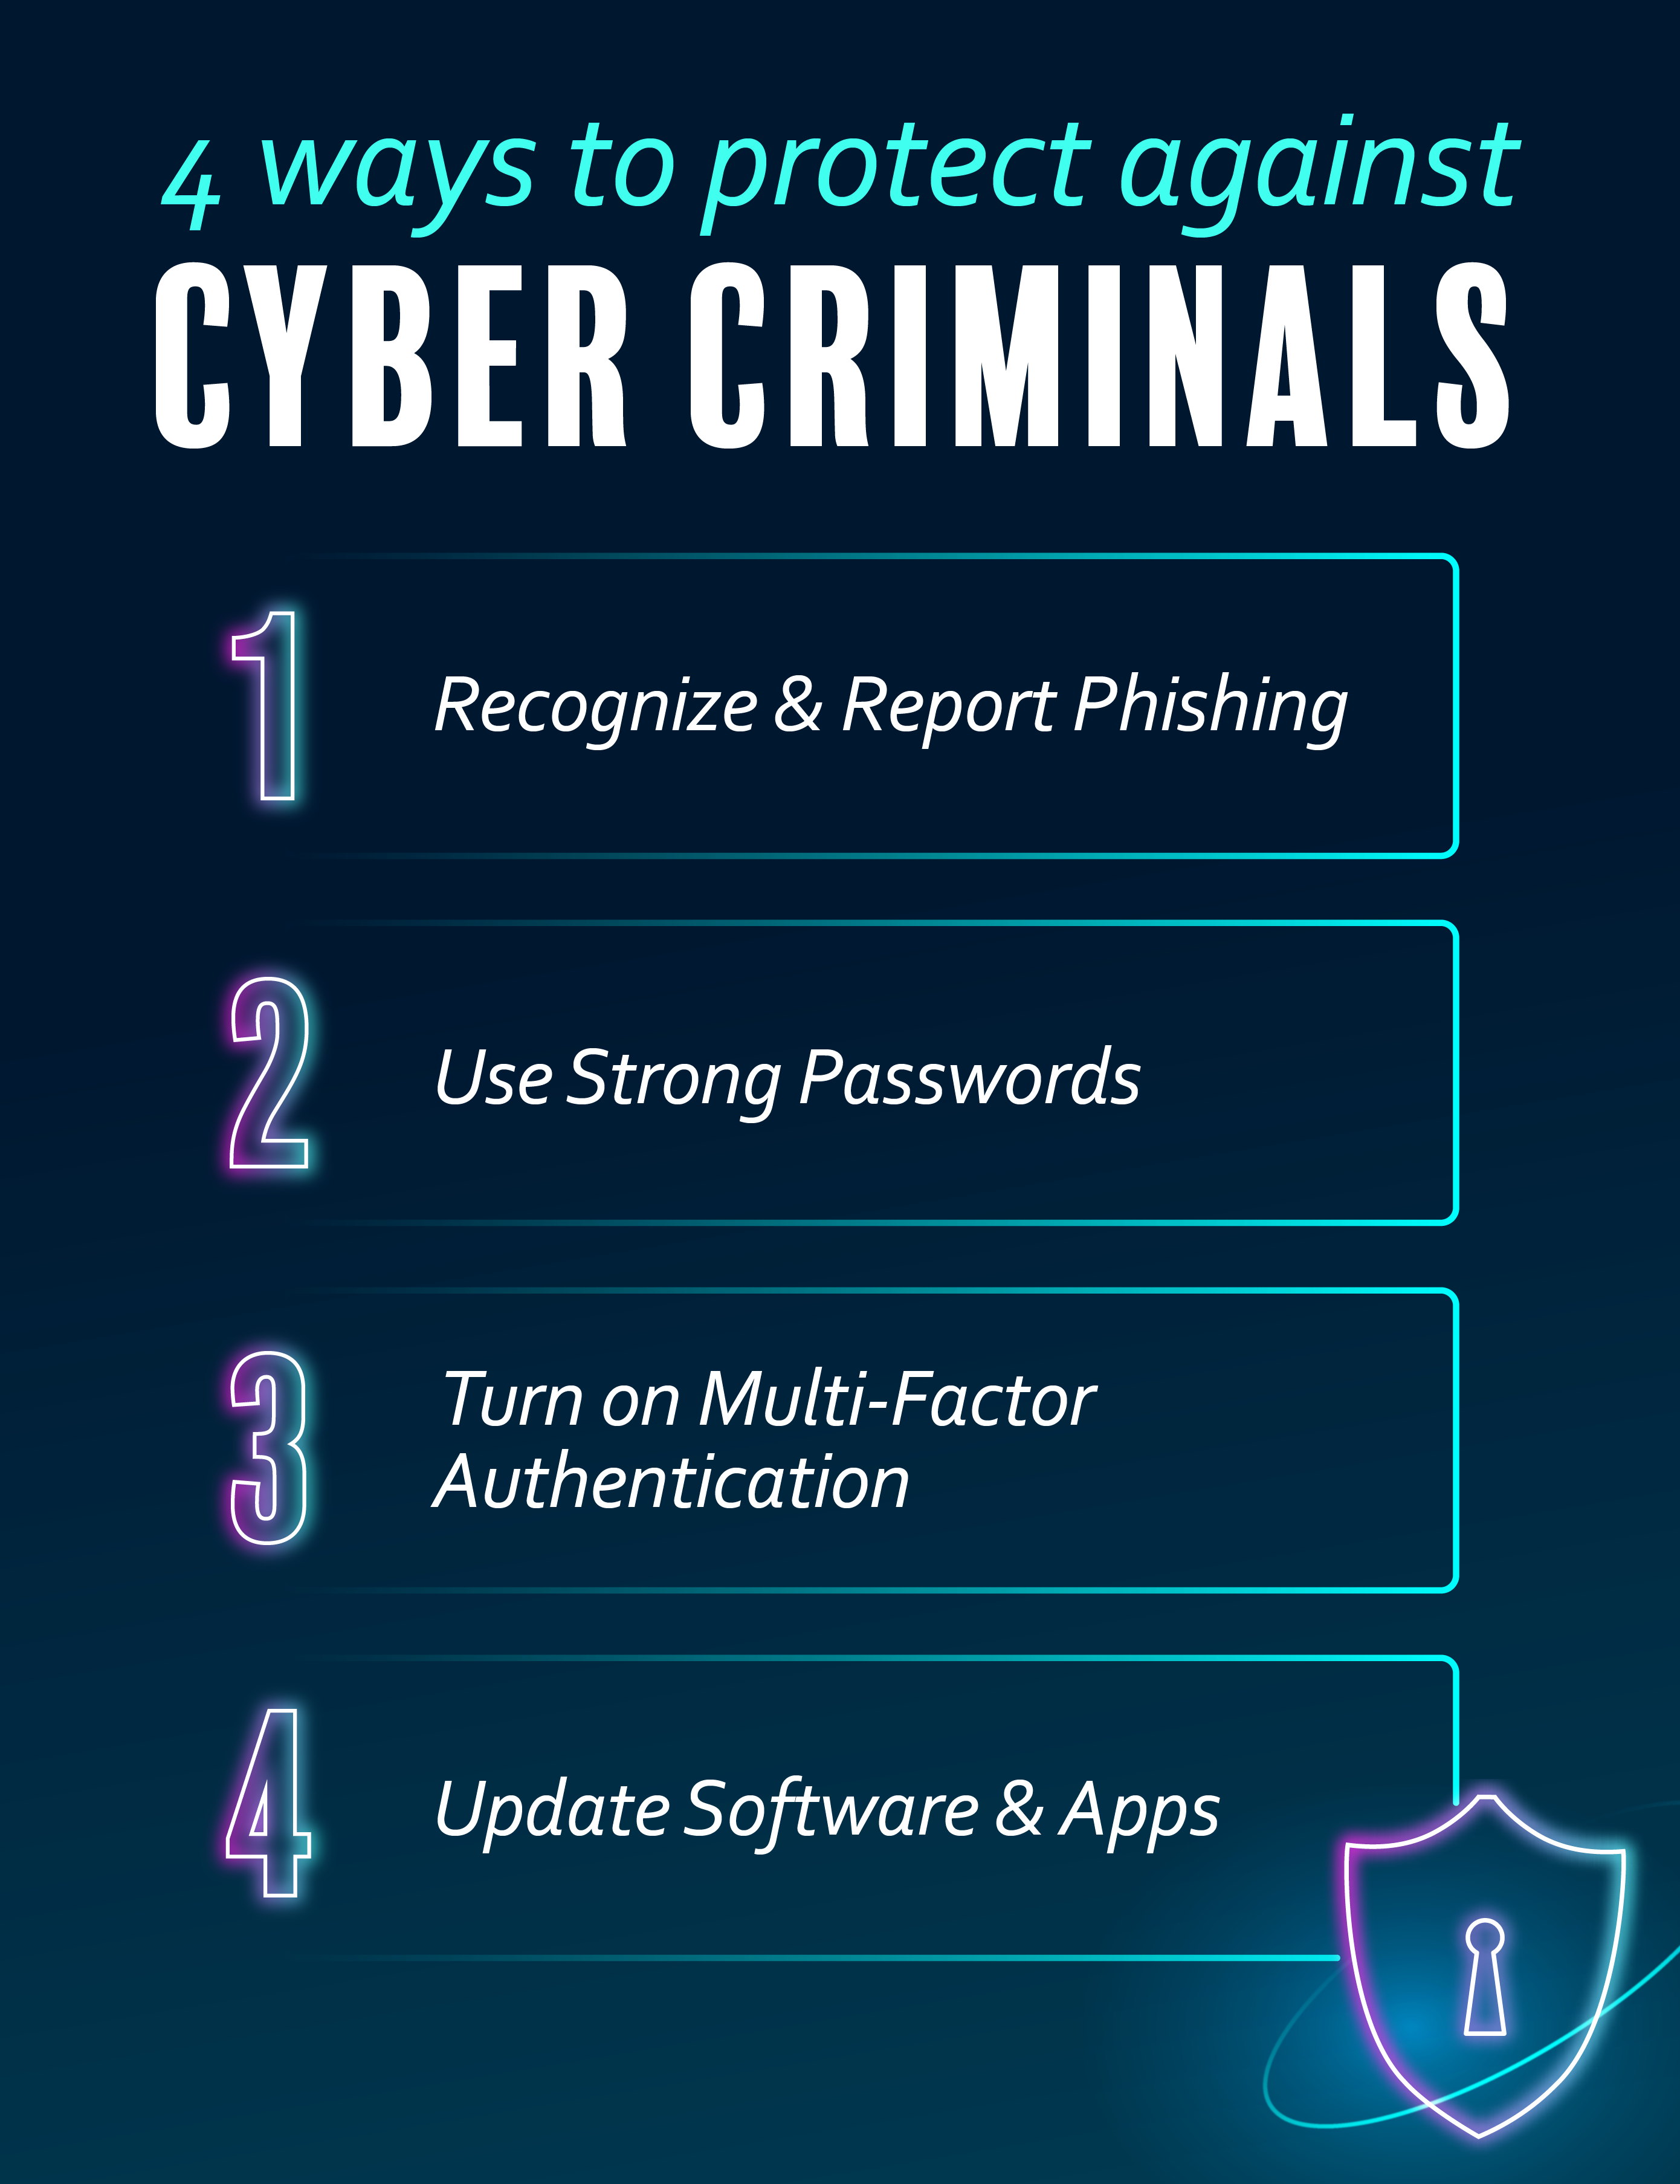 4 ways to protect against
CYBER CRIMINALS
1
Recognize & Report Phishing
2
Use Strong Passwords
3
Turn on Multi-Factor
Authentication
4
Update Software & Apps